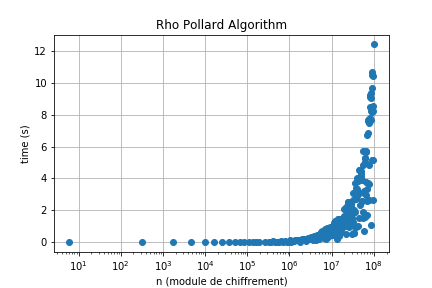 Rho Pollard Algorithm
time (s)
12
10
8
6
4
2
0
10¹ 10² 10³ 10⁴ 10⁵ 10⁶ 10⁷ 10⁸
n (module de chiffrement)